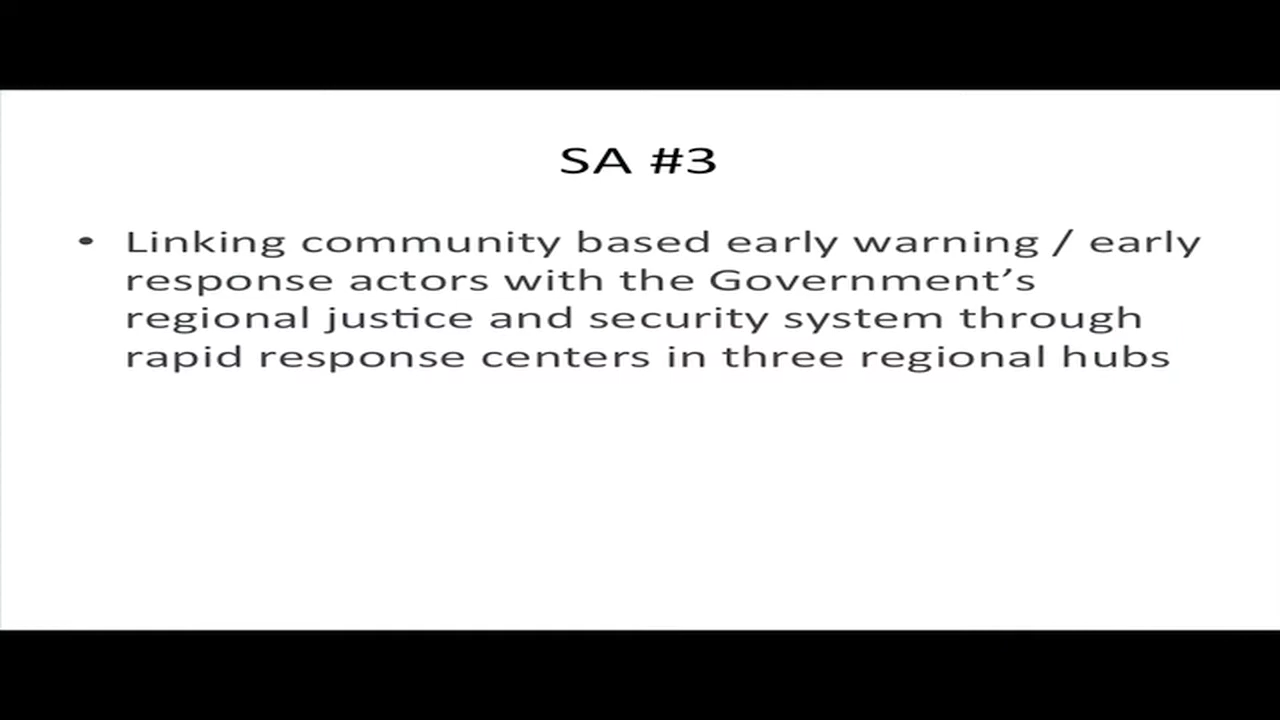 SA #3
• Linking community based early warning / early
response actors with the Government’s
regional justice and security system through
rapid response centers in three regional hubs